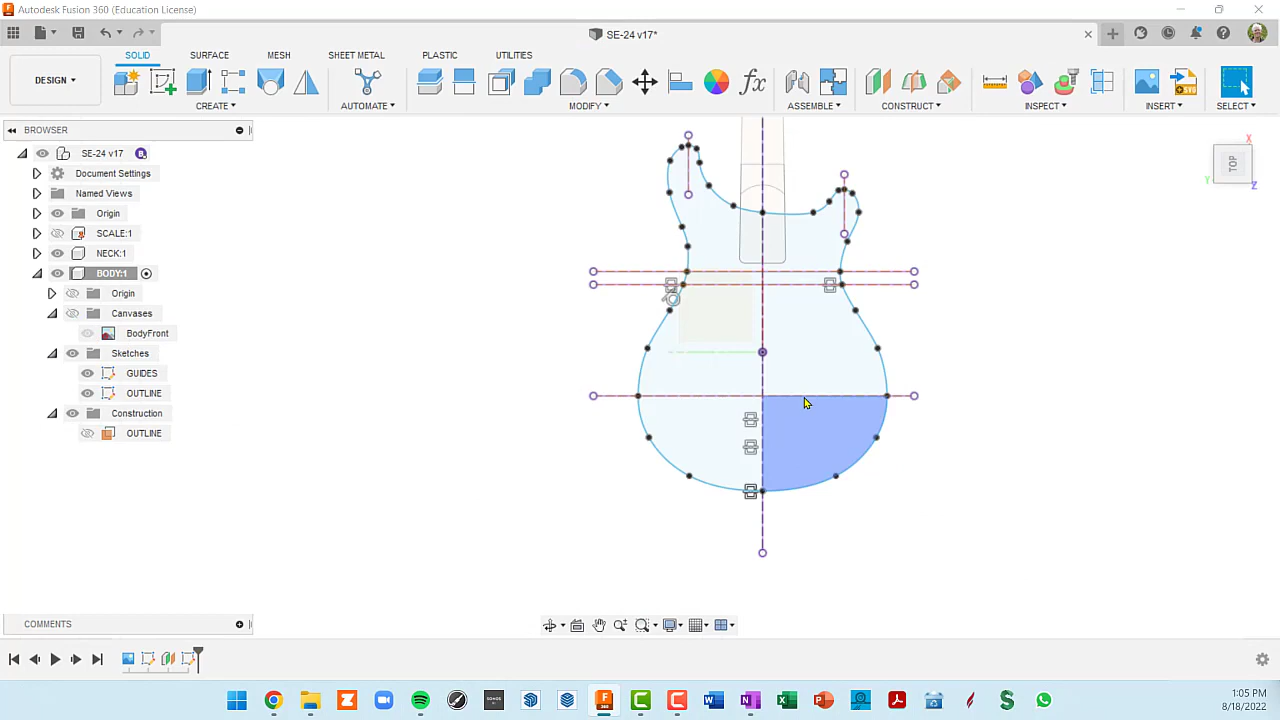 Autodesk Fusion 360 (Education License)
SE-24 v17*
SOLID SURFACE MESH SHEET METAL PLASTIC UTILITIES
DESIGN
CREATE AUTOMATE MODIFY ASSEMBLE CONSTRUCT INSPECT INSERT SELECT
BROWSER
SE-24 v17 B
Document Settings
Named Views
Origin
SCALE:1
NECK:1
BODY:1
Origin
Canvases
BodyFront
Sketches
GUIDES
OUTLINE
Construction
OUTLINE
X
TOP
Y
Z
COMMENTS
1:05 PM
8/18/2022